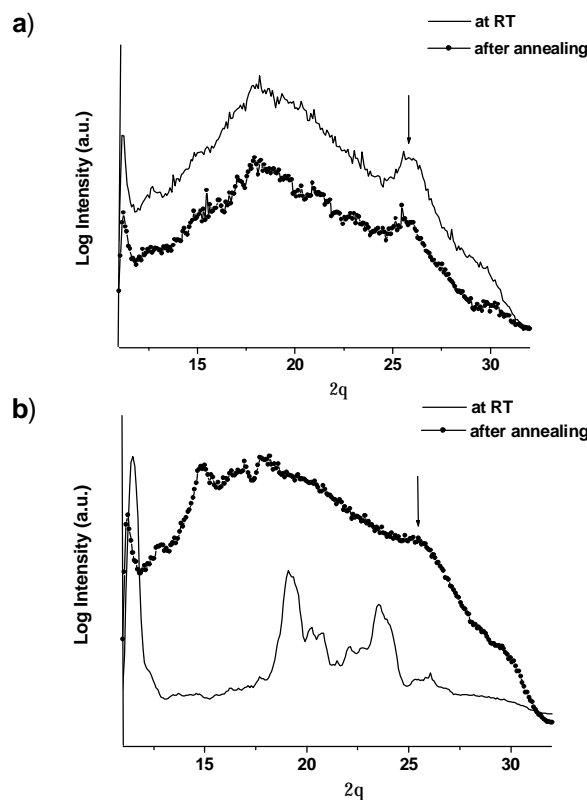 a)
at RT
after annealing
Log Intensity (a.u.)
15 20 25 30
2q
b)
at RT
after annealing
Log Intensity (a.u.)
15 20 25 30
2q